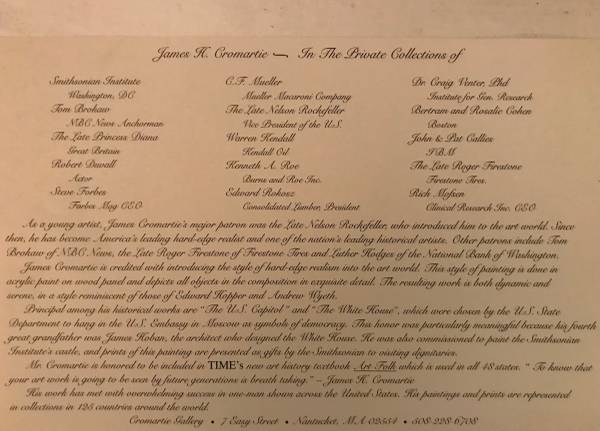 James H. Cromartie ~ In The Private Collections of
Smithsonian Institute C.F. Mueller Dr. Craig Venter, Phd
Washington, DC Mueller Macaroni Company Institute for Gen. Research
Tom Brokaw The Late Nelson Rockefeller Bertram and Rosalie Cohen
NBC News Anchorman Vice President of the U.S. Boston
The Late Princess Diana Warren Kendall John & Pat Callies
Great Britain Kendall Oil IBM
Robert Duvall Kenneth A. Roe The Late Roger Firestone
Actor Burns and Roe Inc. Firestone Tires.
Steve Forbes Edward Rokosz Rich Mofsen
Forbes Mag CEO Consolidated Lumber, President Clinical Research Inc. CEO
As a young artist, James Cromartie's major patron was the Late Nelson Rockefeller, who introduced him to the art world. Since
then, he has become America's leading hard-edge realist and one of the nation's leading historical artists. Other patrons include Tom
Brokaw of NBC News, the Late Roger Firestone of Firestone Tires and Luther Hodges of the National Bank of Washington.
James Cromartie is credited with introducing the style of hard-edge realism into the art world. This style of painting is done in
acrylic paint on wood panel and depicts all objects in the composition in exquisite detail. The resulting work is both dynamic and
serene, in a style reminiscent of those of Edward Hopper and Andrew Wyeth.
Principal among his historical works are "The U.S. Capitol" and "The White House", which were chosen by the U.S. State
Department to hang in the U.S. Embassy in Moscow as symbols of democracy. This honor was particularly meaningful because his fourth
great grandfather was James Hoban, the architect who designed the White House. He was also commissioned to paint the Smithsonian
Institute's castle, and prints of this painting are presented as gifts by the Smithsonian to visiting dignitaries.
Mr. Cromartie is honored to be included in TIME's new art history textbook Art Folk which is used in all 48 states. " To know that
your art work is going to be seen by future generations is breath taking." – James H. Cromartie
His work has met with overwhelming success in one-man shows across the United States. His paintings and prints are represented
in collections in 125 countries around the world.
Cromartie Gallery • 7 Easy Street • Nantucket, MA 02554 • 508-228-6708